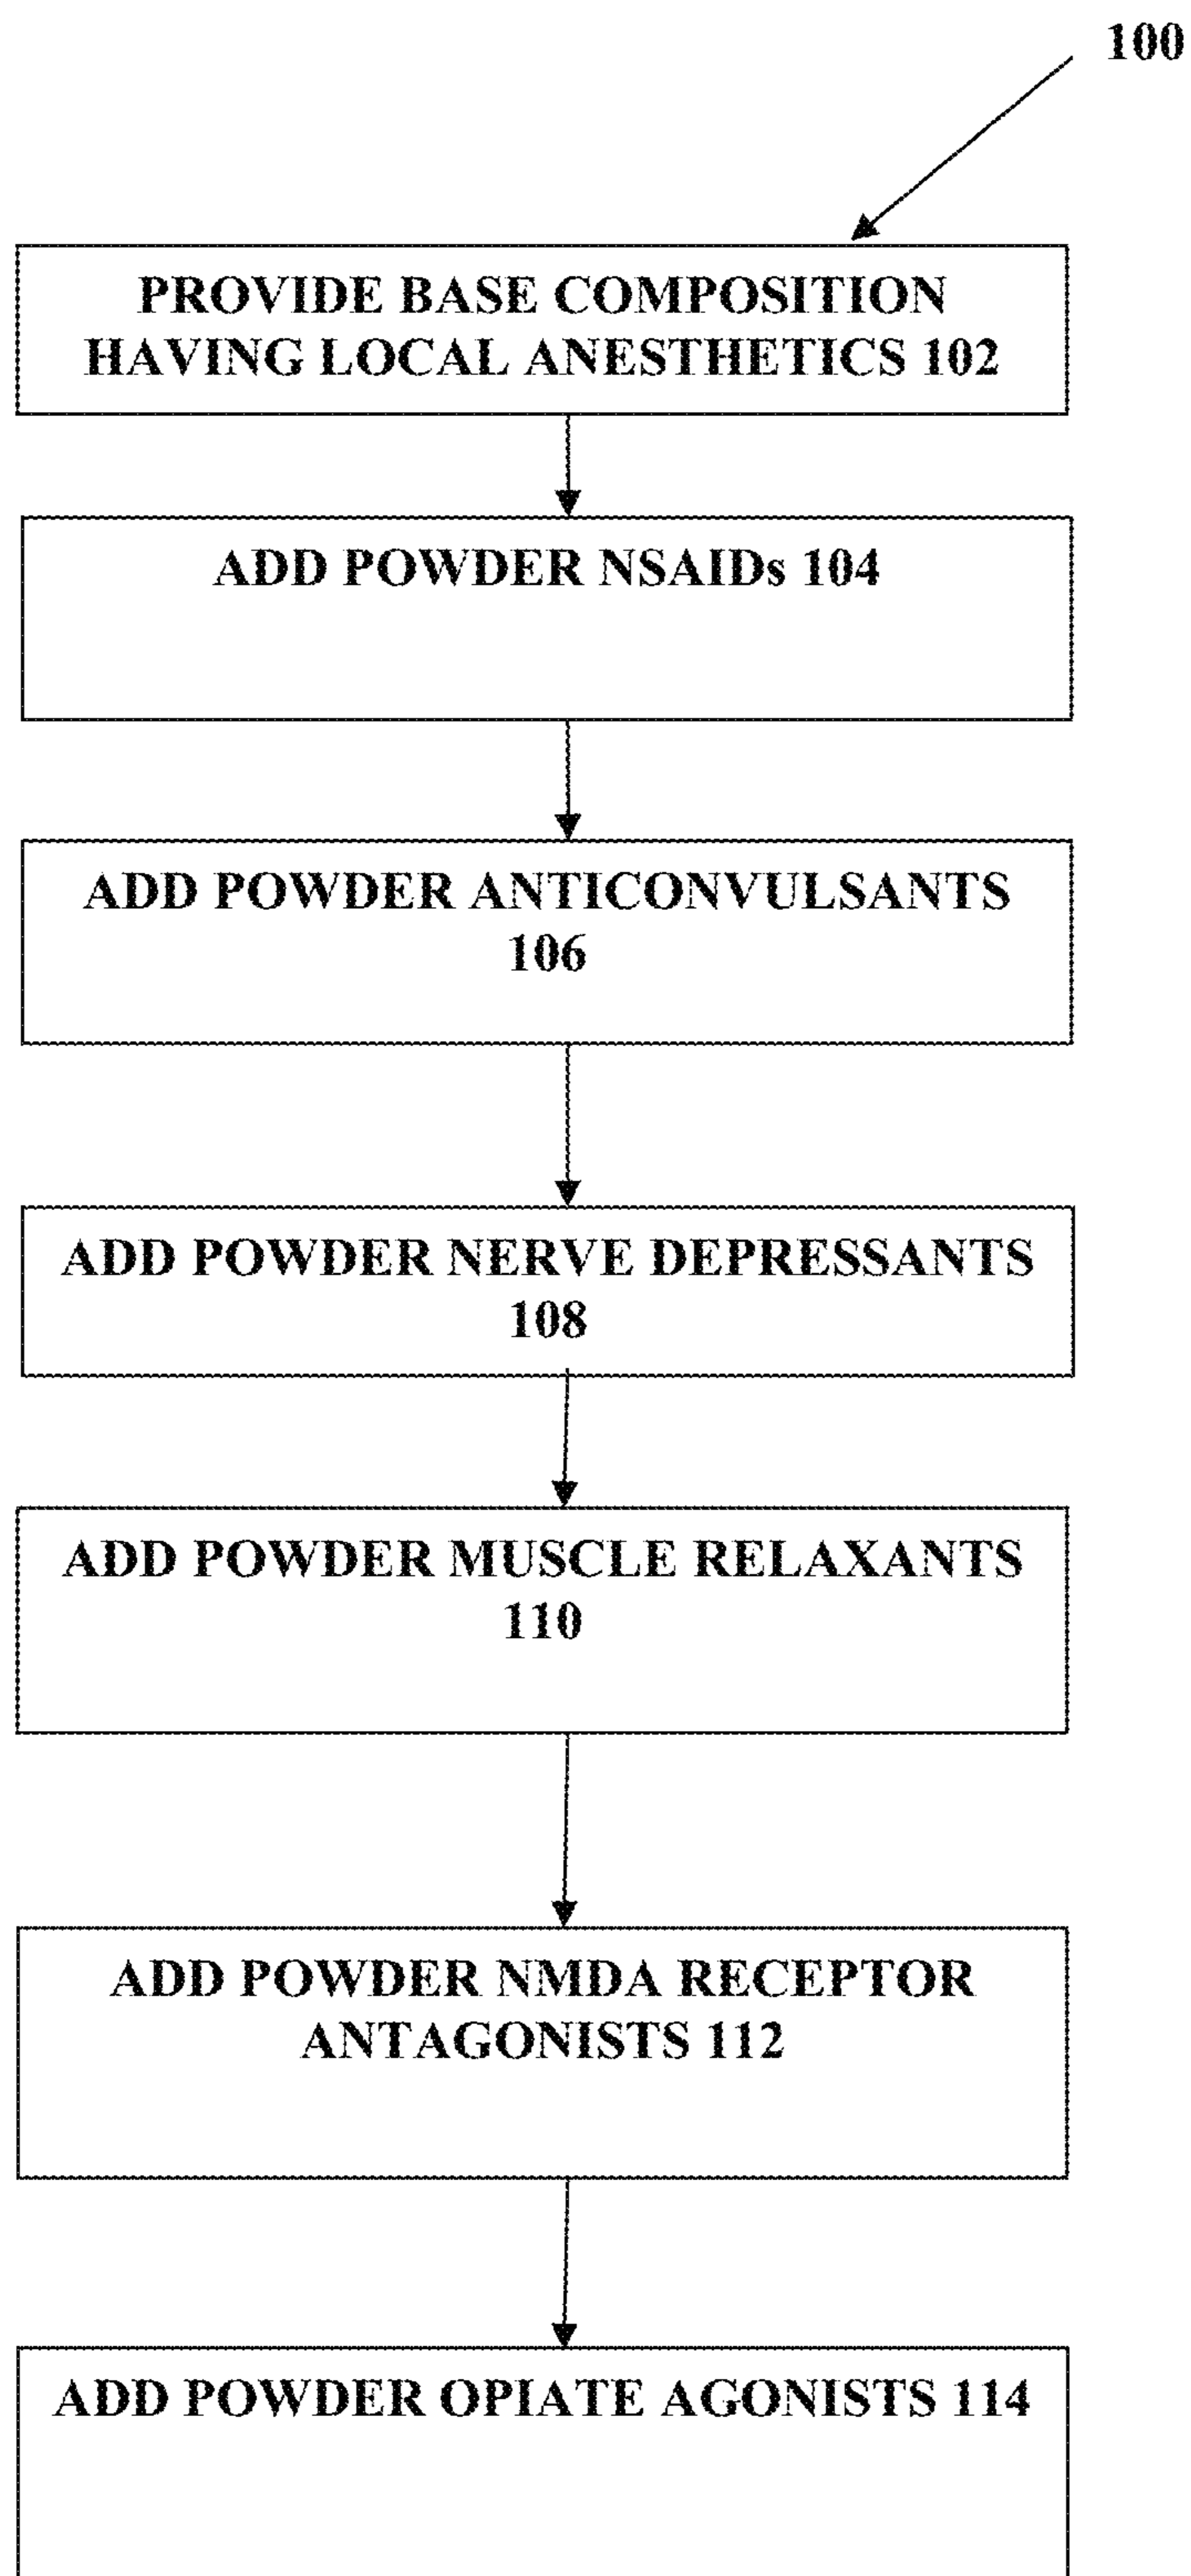 100
PROVIDE BASE COMPOSITION
HAVING LOCAL ANESTHETICS 102
ADD POWDER NSAIDs 104
ADD POWDER ANTICONVULSANTS
106
ADD POWDER NERVE DEPRESSANTS
108
ADD POWDER MUSCLE RELAXANTS
110
ADD POWDER NMDA RECEPTOR
ANTAGONISTS 112
ADD POWDER OPIATE AGONISTS 114